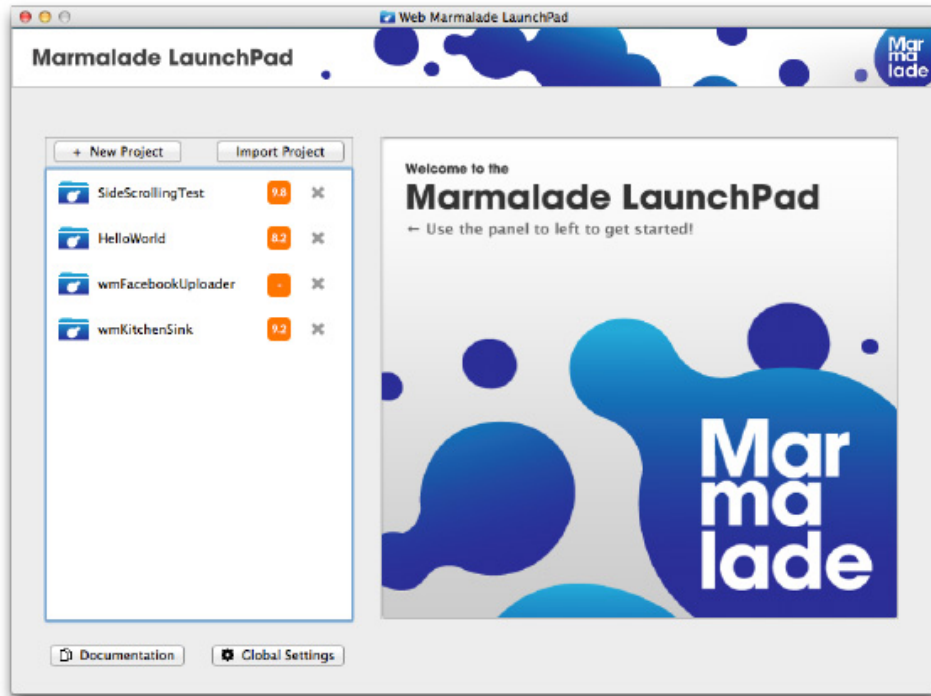 Web Marmalade LaunchPad
Marmalade LaunchPad
Mar
ma
lade
+ New Project
Import Project
SideScrollingTest 9.8
HelloWorld 8.2
wmFacebookUploader -
wmKitchenSink 9.2
Welcome to the
Marmalade LaunchPad
← Use the panel to left to get started!
Mar
ma
lade
Documentation
Global Settings